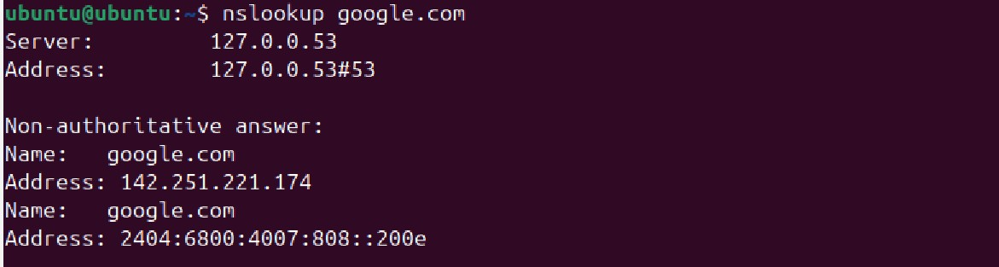 ubuntu@ubuntu:~$ nslookup google.com
Server:         127.0.0.53
Address:        127.0.0.53#53

Non-authoritative answer:
Name:   google.com
Address: 142.251.221.174
Name:   google.com
Address: 2404:6800:4007:808::200e